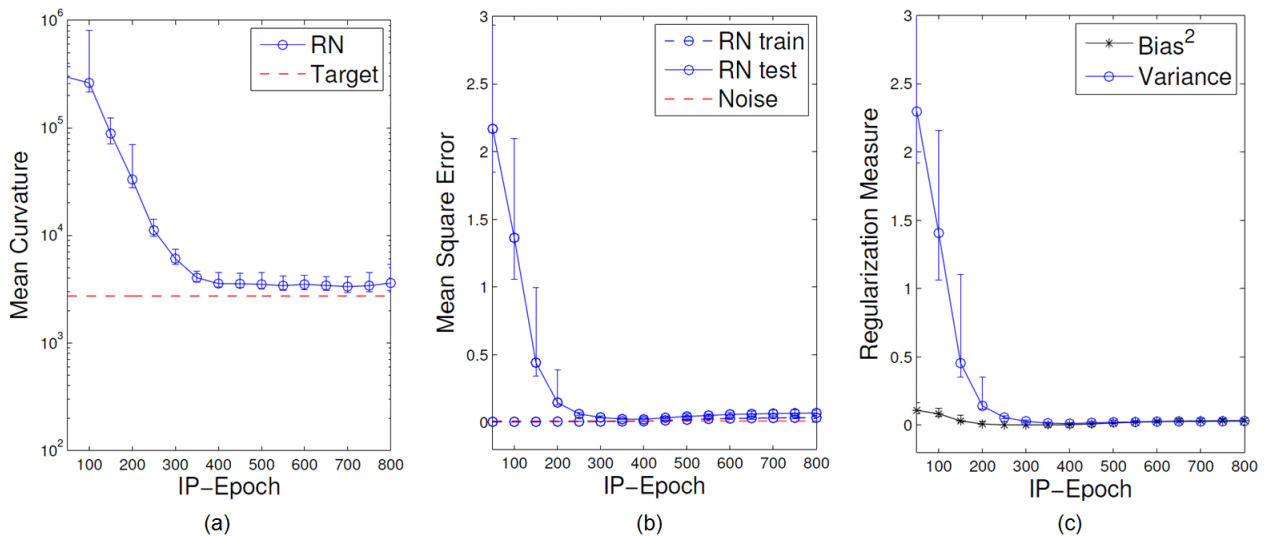 10^6
10^5
10^4
10^3
10^2
Mean Curvature
RN
Target
100 200 300 400 500 600 700 800
IP-Epoch
(a)
3
2.5
2
1.5
1
0.5
0
Mean Square Error
RN train
RN test
Noise
100 200 300 400 500 600 700 800
IP-Epoch
(b)
3
2.5
2
1.5
1
0.5
0
Regularization Measure
Bias^2
Variance
100 200 300 400 500 600 700 800
IP-Epoch
(c)